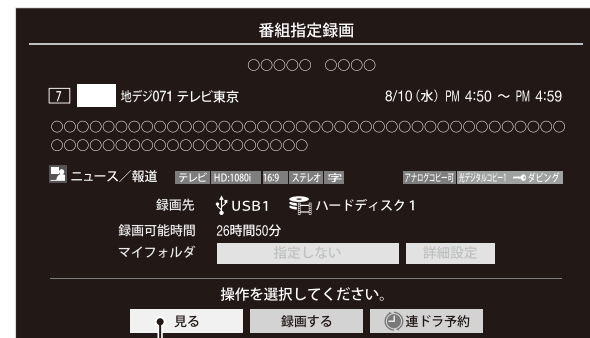 番組指定録画
○○○○○ ○○○○
7 地デジ071 テレビ東京 8/10(水) PM 4:50 ～ PM 4:59
○○○○○○○○○○○○○○○○○○○○○○○○○○○○○○○○○○○○○○○○
○○○○○○○○○○○○○○○○○○○○
ニュース／報道 テレビ HD:1080i 16:9 ステレオ 字 アナログコピー可 光デジタルコピー1 ダビング
録画先 USB1 ハードディスク1
録画可能時間 26時間50分
マイフォルダ 指定しない 詳細設定
操作を選択してください。
見る 録画する 連ドラ予約